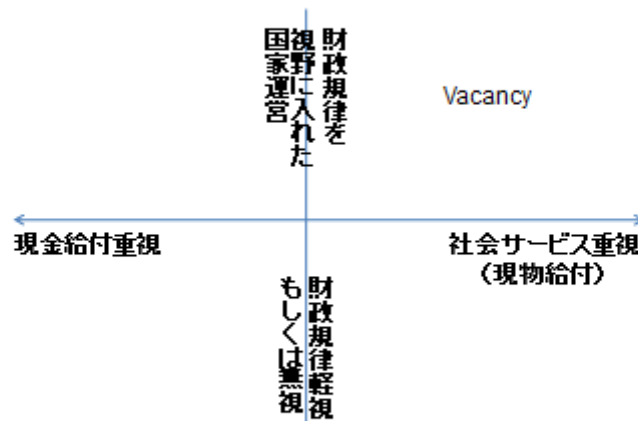 財政規律を
視野に入れた
国家運営
Vacancy
現金給付重視
社会サービス重視
（現物給付）
財政規律軽視
もしくは無視